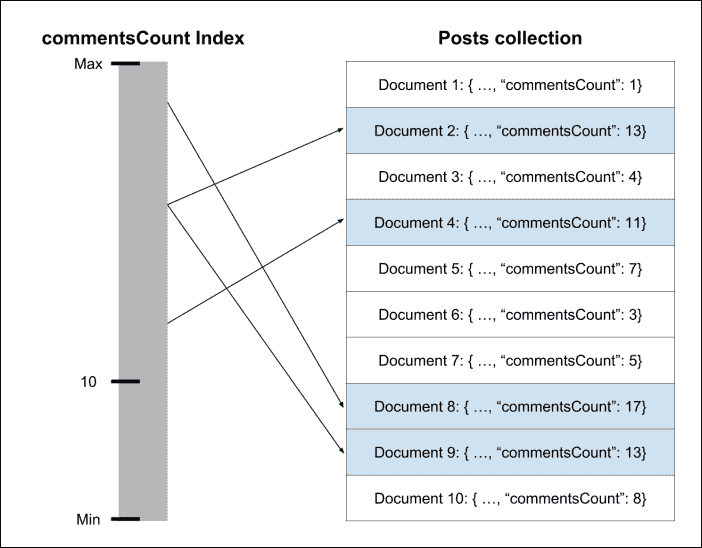 commentsCount Index
Posts collection
Max
10
Min
Document 1: { …, “commentsCount”: 1}
Document 2: { …, “commentsCount”: 13}
Document 3: { …, “commentsCount”: 4}
Document 4: { …, “commentsCount”: 11}
Document 5: { …, “commentsCount”: 7}
Document 6: { …, “commentsCount”: 3}
Document 7: { …, “commentsCount”: 5}
Document 8: { …, “commentsCount”: 17}
Document 9: { …, “commentsCount”: 13}
Document 10: { …, “commentsCount”: 8}